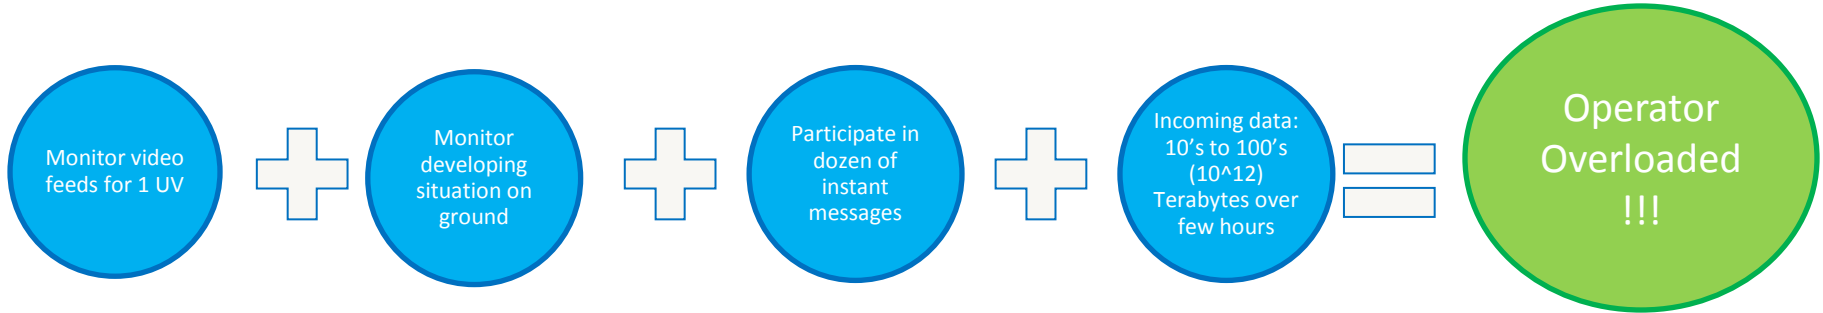 Monitor video
feeds for 1 UV
Monitor
developing
situation on
ground
Participate in
dozen of
instant
messages
Incoming data:
10’s to 100’s
(10^12)
Terabytes over
few hours
Operator
Overloaded
!!!